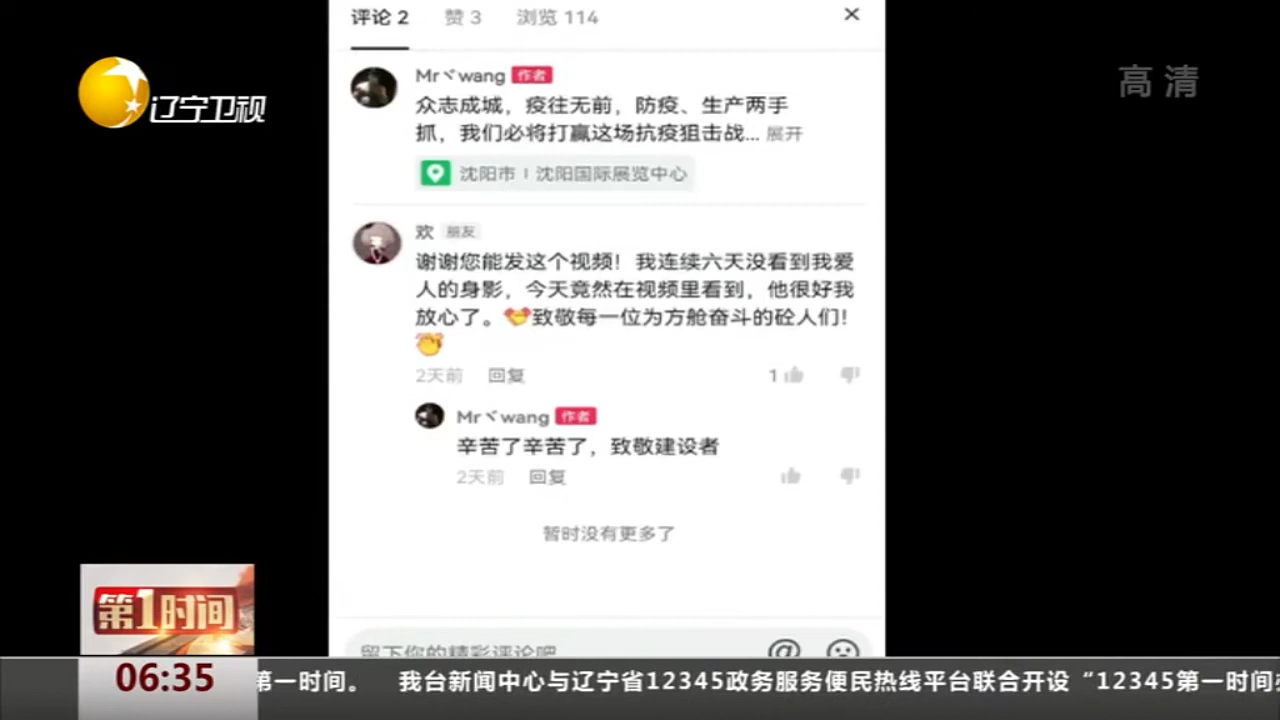 评论 2 赞 3 浏览 114
辽宁卫视
高清
Mr丷wang 作者
众志成城，疫往无前，防疫、生产两手
抓，我们必将打赢这场抗疫狙击战... 展开
沈阳市 | 沈阳国际展览中心
欢 朋友
谢谢您能发这个视频！我连续六天没看到我爱
人的身影，今天竟然在视频里看到，他很好我
放心了。致敬每一位为方舱奋斗的砼人们！
2天前 回复 1
Mr丷wang 作者
辛苦了辛苦了，致敬建设者
2天前 回复
暂时没有更多了
留下你的精彩评论吧 @
第1时间
06:35
第一时间。 我台新闻中心与辽宁省12345政务服务便民热线平台联合开设“12345第一时间